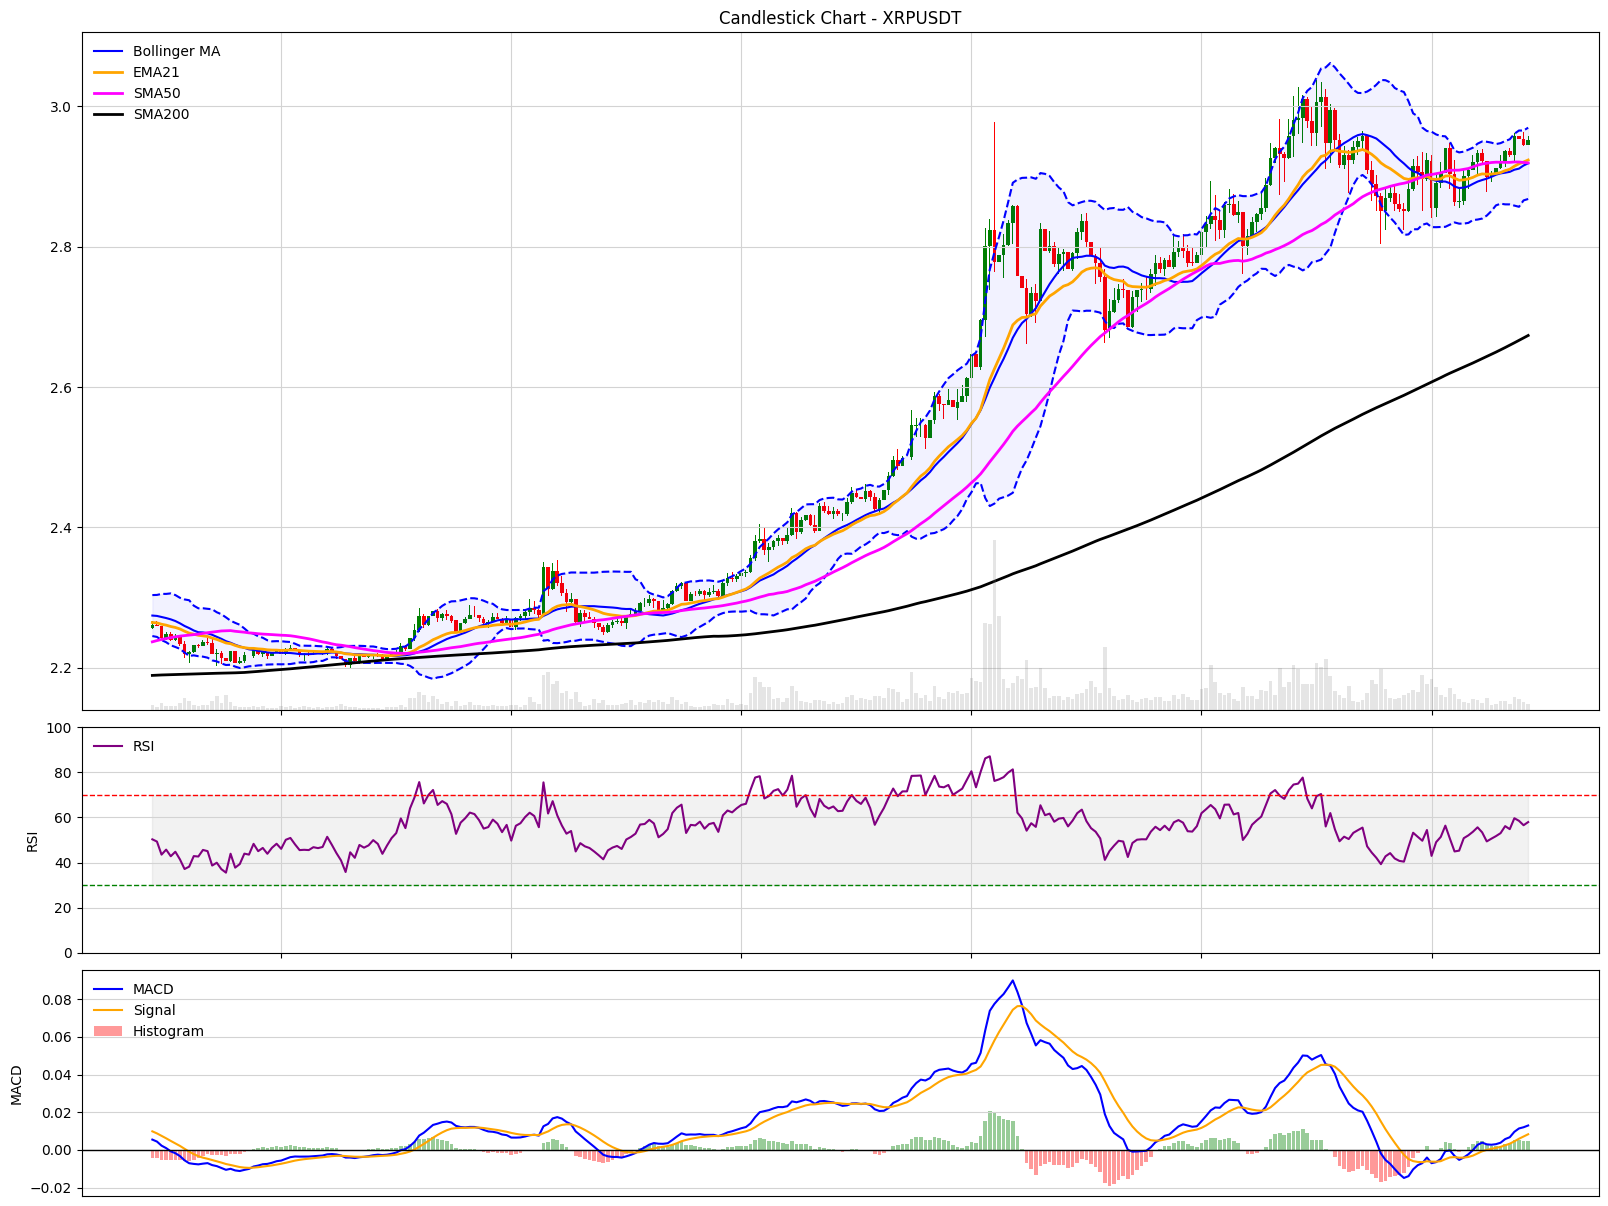 Candlestick Chart - XRPUSDT
Bollinger MA
EMA21
SMA50
SMA200
3.0
2.8
2.6
2.4
2.2
RSI
100
80
60
40
20
0
RSI
MACD
Signal
Histogram
0.08
0.06
0.04
0.02
0.00
−0.02
MACD